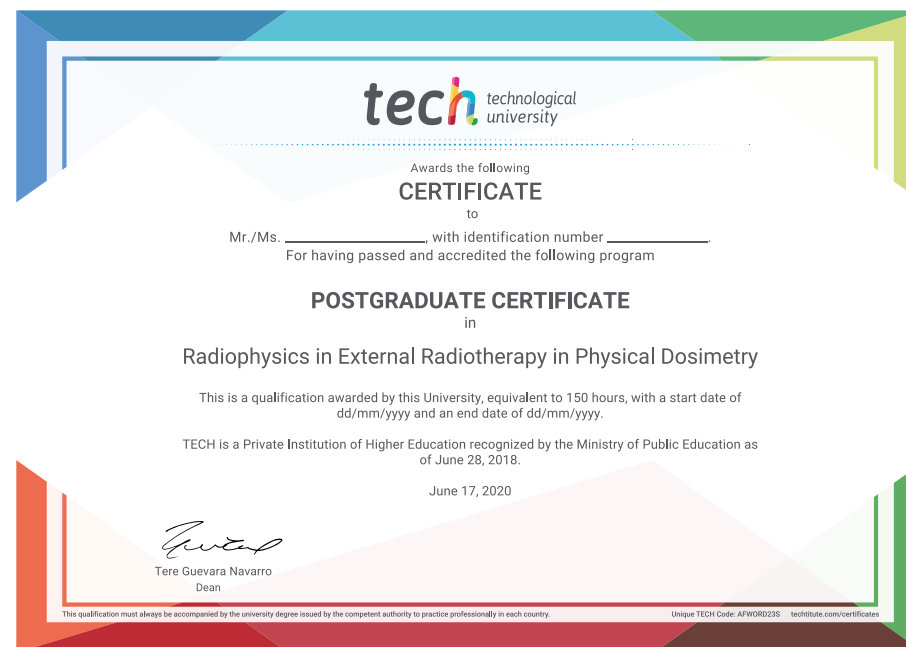 tech technological
university
Awards the following
CERTIFICATE
to
Mr./Ms. ____________________, with identification number ______________.
For having passed and accredited the following program
POSTGRADUATE CERTIFICATE
in
Radiophysics in External Radiotherapy in Physical Dosimetry
This is a qualification awarded by this University, equivalent to 150 hours, with a start date of
dd/mm/yyyy and an end date of dd/mm/yyyy.
TECH is a Private Institution of Higher Education recognized by the Ministry of Public Education as
of June 28, 2018.
June 17, 2020
Tere Guevara Navarro
Dean
This qualification must always be accompanied by the university degree issued by the competent authority to practice professionally in each country. Unique TECH Code: AFWORD23S techtitute.com/certificates